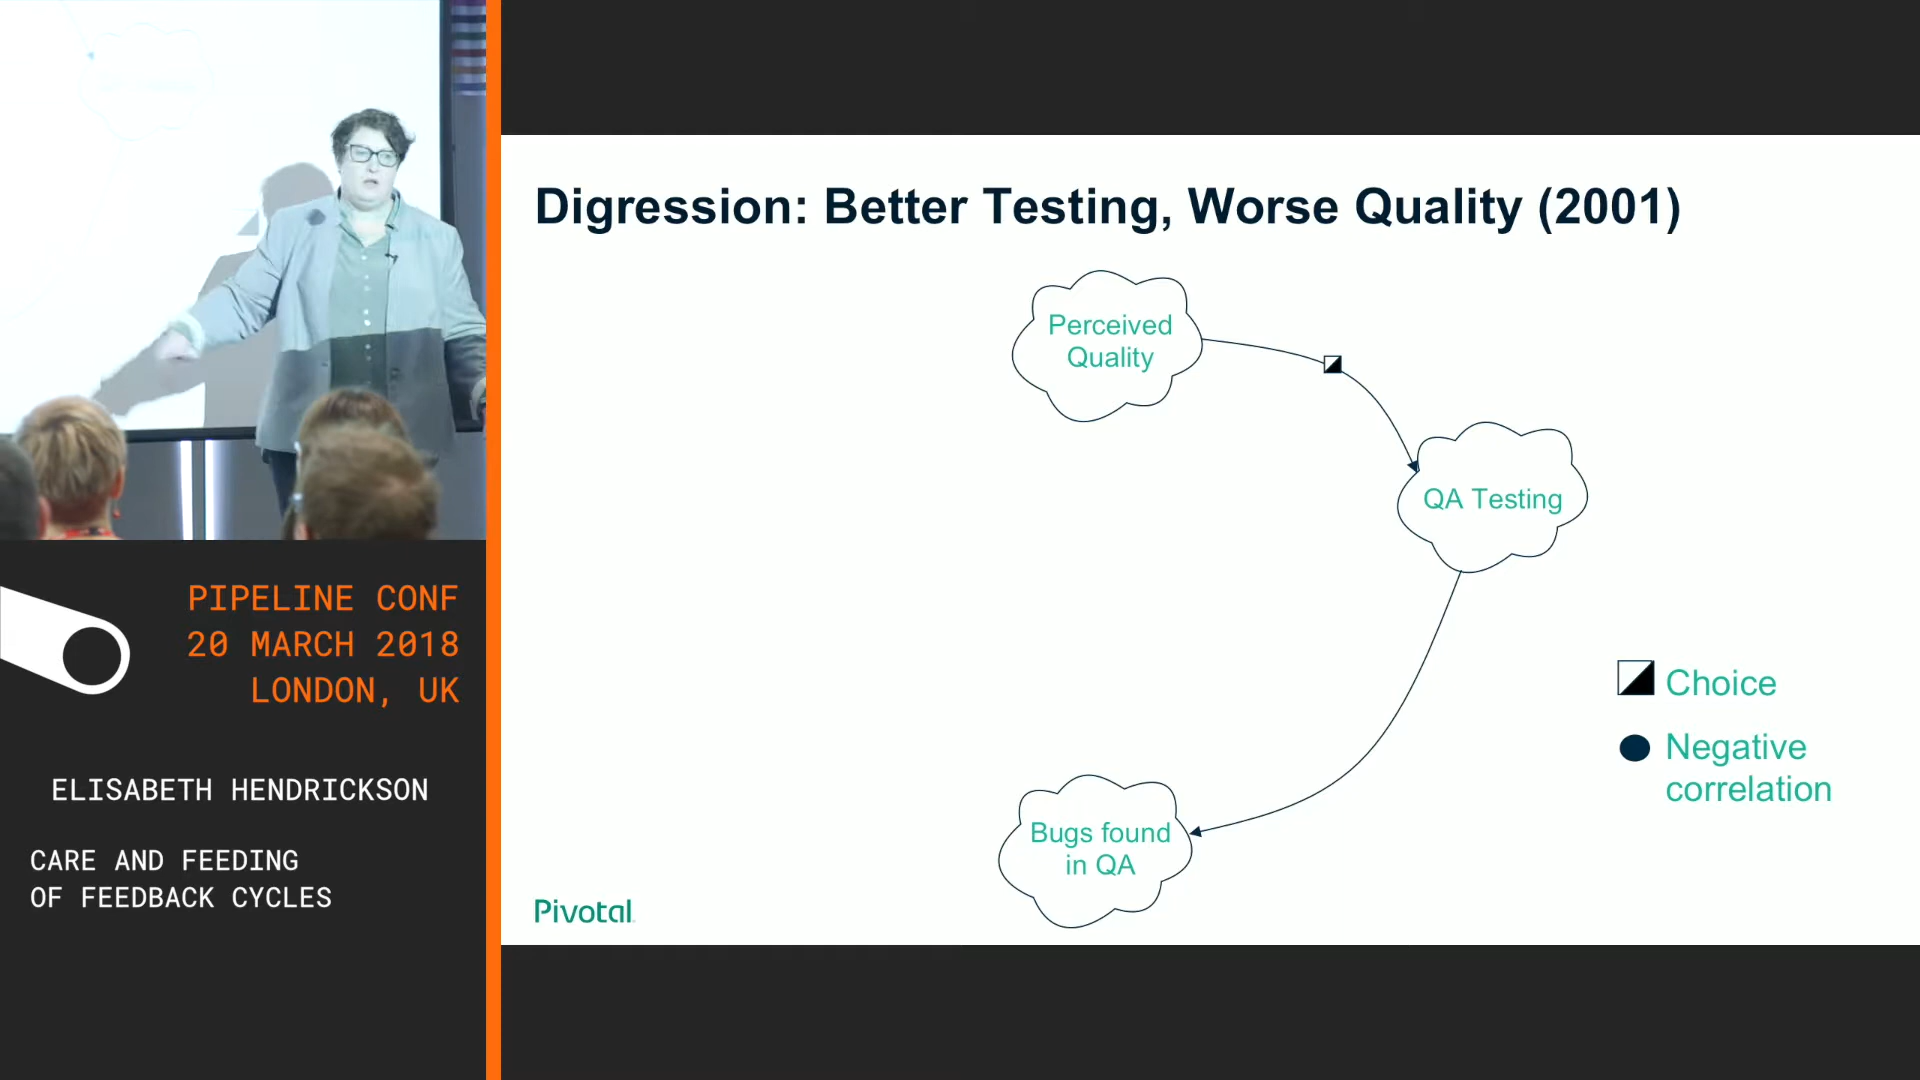 PIPELINE CONF
20 MARCH 2018
LONDON, UK
ELISABETH HENDRICKSON
CARE AND FEEDING
OF FEEDBACK CYCLES
Digression: Better Testing, Worse Quality (2001)
Perceived
Quality
QA Testing
Bugs found
in QA
Choice
Negative
correlation
Pivotal